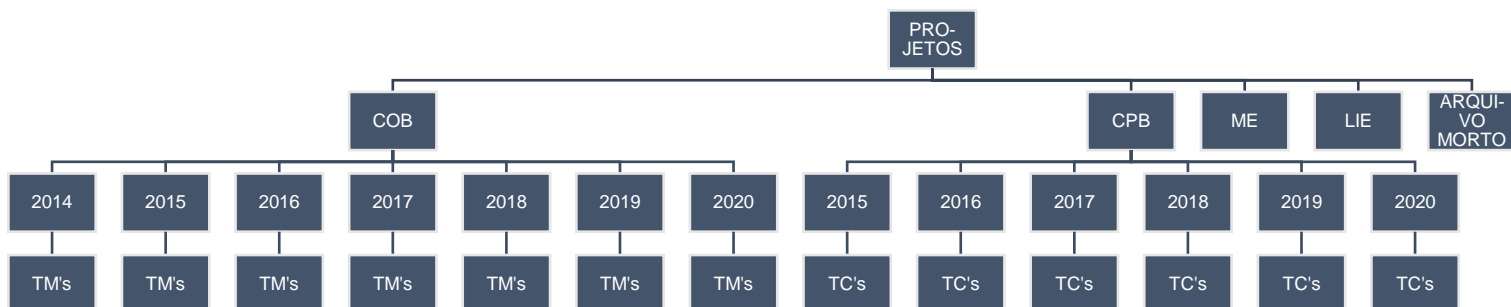 PRO-
JETOS
COB
CPB
ME
LIE
ARQUI-
VO
MORTO
2014
2015
2016
2017
2018
2019
2020
2015
2016
2017
2018
2019
2020
TM's
TM's
TM's
TM's
TM's
TM's
TM's
TC's
TC's
TC's
TC's
TC's
TC's